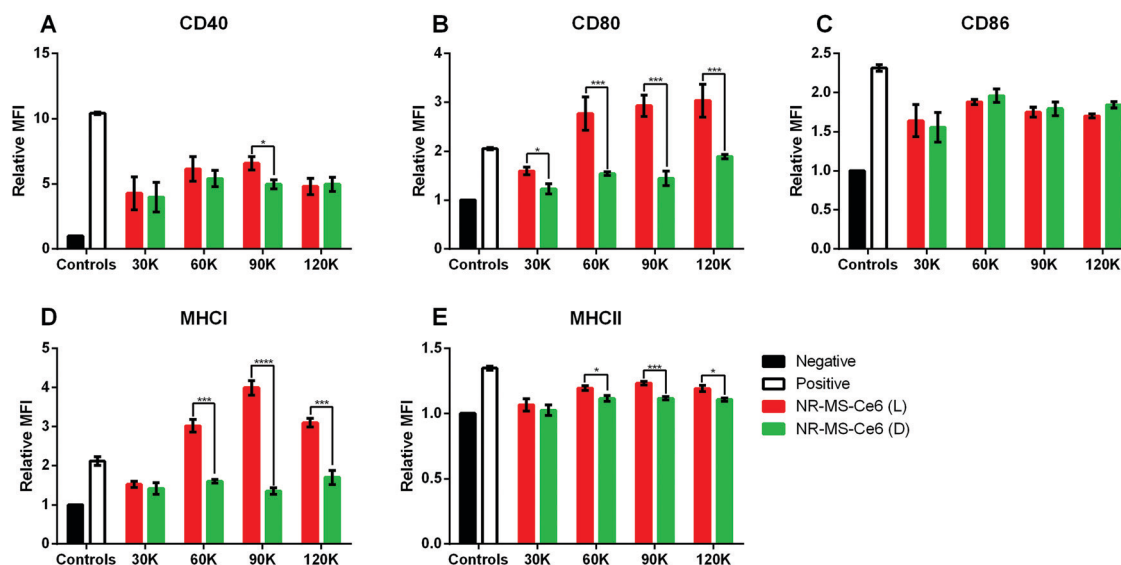 A
CD40
Relative MFI
15
10
5
0
*
Controls 30K 60K 90K 120K
B
CD80
Relative MFI
4
3
2
1
0
* *** *** ***
Controls 30K 60K 90K 120K
C
CD86
Relative MFI
2.5
2.0
1.5
1.0
0.5
0.0
Controls 30K 60K 90K 120K
D
MHCI
Relative MFI
5
4
3
2
1
0
*** **** ***
Controls 30K 60K 90K 120K
E
MHCII
Relative MFI
1.5
1.0
0.5
0.0
* *** *
Controls 30K 60K 90K 120K
Negative
Positive
NR-MS-Ce6 (L)
NR-MS-Ce6 (D)